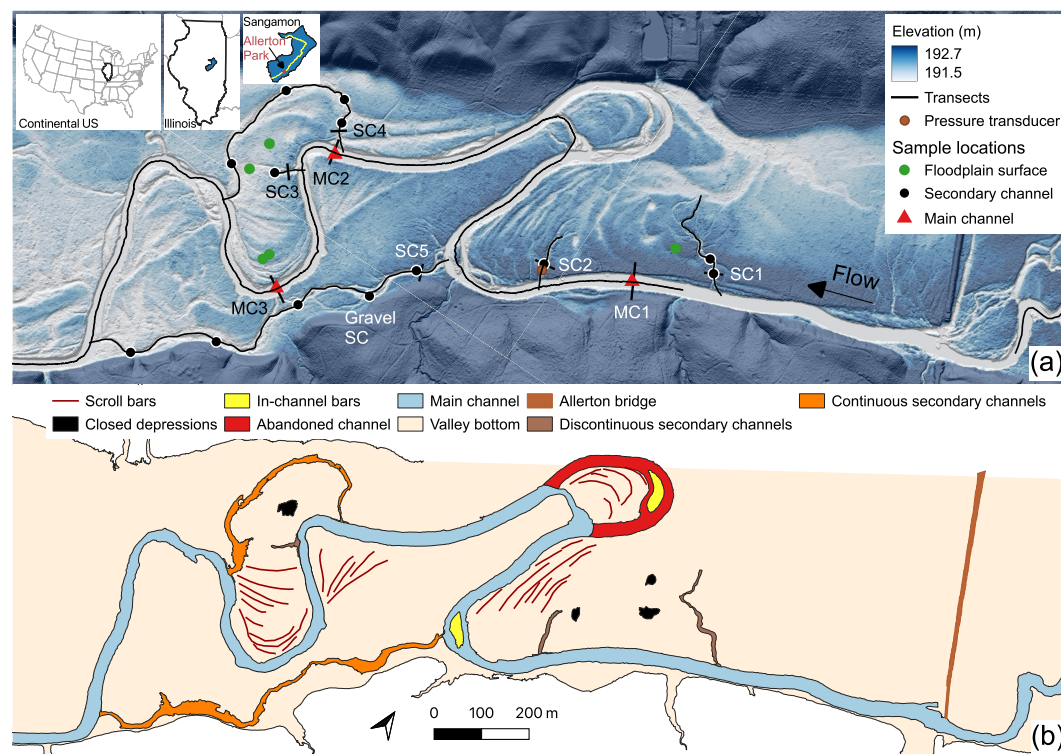 Sangamon
Allerton
Park
Continental US
Illinois
Elevation (m)
192.7
191.5
Transects
Pressure transducer
Sample locations
Floodplain surface
Secondary channel
Main channel
SC4
MC2
SC3
SC5
SC2
SC1
Flow
MC3
Gravel
SC
MC1
(a)
Scroll bars
In-channel bars
Main channel
Allerton bridge
Continuous secondary channels
Closed depressions
Abandoned channel
Valley bottom
Discontinuous secondary channels
0 100 200 m
(b)